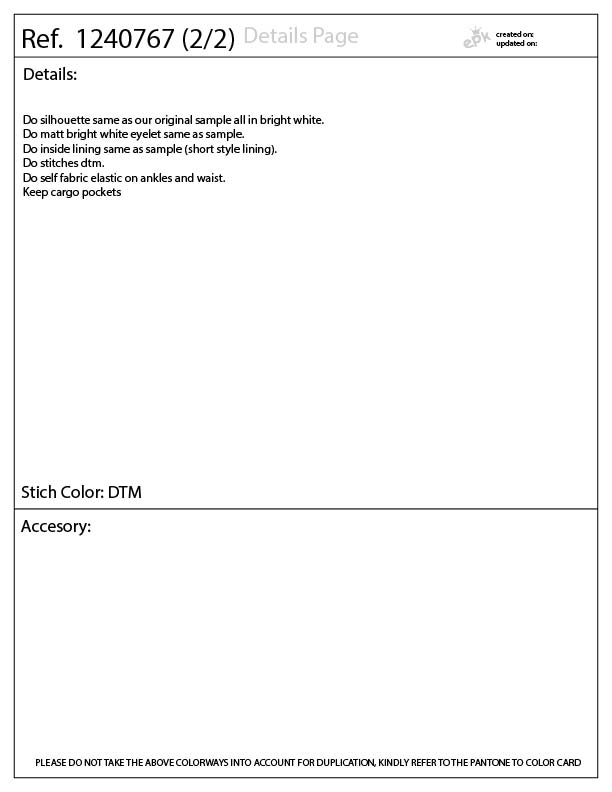 Ref. 1240767 (2/2) Details Page
epk
created on:
updated on:
Details:
Do silhouette same as our original sample all in bright white.
Do matt bright white eyelet same as sample.
Do inside lining same as sample (short style lining).
Do stitches dtm.
Do self fabric elastic on ankles and waist.
Keep cargo pockets
Stich Color: DTM
Accesory:
PLEASE DO NOT TAKE THE ABOVE COLORWAYS INTO ACCOUNT FOR DUPLICATION, KINDLY REFER TO THE PANTONE TO COLOR CARD